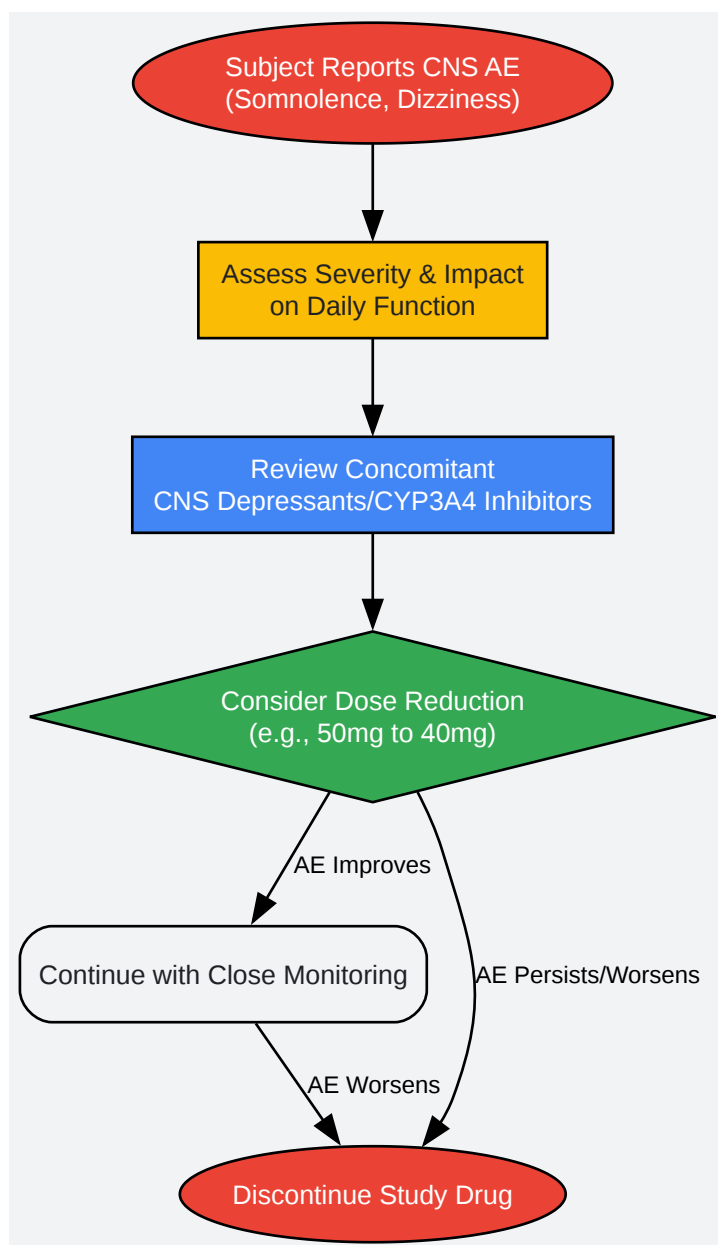 Subject Reports CNS AE
(Somnolence, Dizziness)
Assess Severity & Impact
on Daily Function
Review Concomitant
CNS Depressants/CYP3A4 Inhibitors
Consider Dose Reduction
(e.g., 50mg to 40mg)
AE Improves
Continue with Close Monitoring
AE Persists/Worsens
AE Worsens
Discontinue Study Drug